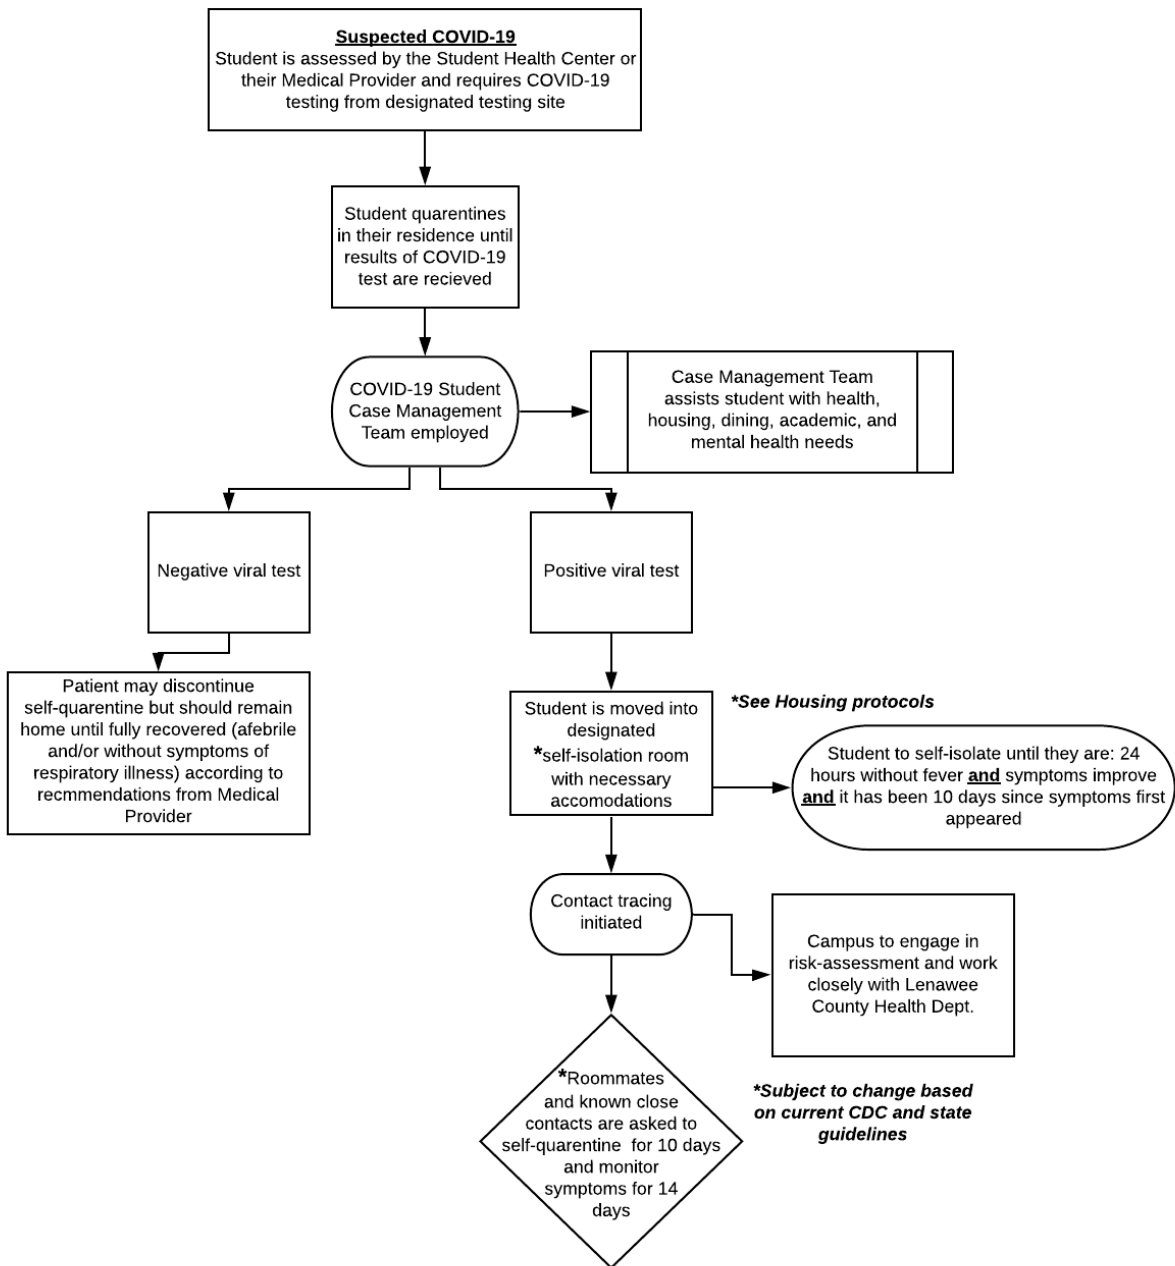 Suspected COVID-19
Student is assessed by the Student Health Center or
their Medical Provider and requires COVID-19
testing from designated testing site
Student quarentines
in their residence until
results of COVID-19
test are recieved
COVID-19 Student
Case Management
Team employed
Case Management Team
assists student with health,
housing, dining, academic, and
mental health needs
Negative viral test
Positive viral test
Patient may discontinue
self-quarentine but should remain
home until fully recovered (afebrile
and/or without symptoms of
respiratory illness) according to
recmmendations from Medical
Provider
Student is moved into
designated
*self-isolation room
with necessary
accomodations
*See Housing protocols
Student to self-isolate until they are: 24
hours without fever and symptoms improve
and it has been 10 days since symptoms first
appeared
Contact tracing
initiated
Campus to engage in
risk-assessment and work
closely with Lenawee
County Health Dept.
*Roommates
and known close
contacts are asked to
self-quarentine for 10 days
and monitor
symptoms for 14
days
*Subject to change based
on current CDC and state
guidelines